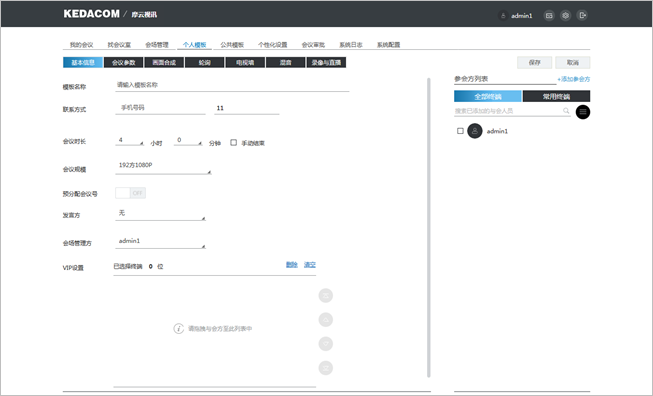 KEDACOM / 摩云视讯 admin1
我的会议 找会议室 会场管理 个人模板 公共模板 个性化设置 会议审批 系统日志 系统配置
基本信息 会议参数 画面合成 轮询 电视墙 混音 录像与直播 保存 取消
模板名称 请输入模板名称 参会方列表 +添加参会方
全部终端 常用终端
联系方式 手机号码 11 搜索已添加的与会人员
admin1
会议时长 4 小时 0 分钟 手动结束
会议规模 192方1080P
预分配会议号 OFF
发言方 无
会场管理方 admin1
VIP设置 已选择终端 0 位 删除 清空
请拖拽与会方至此列表中